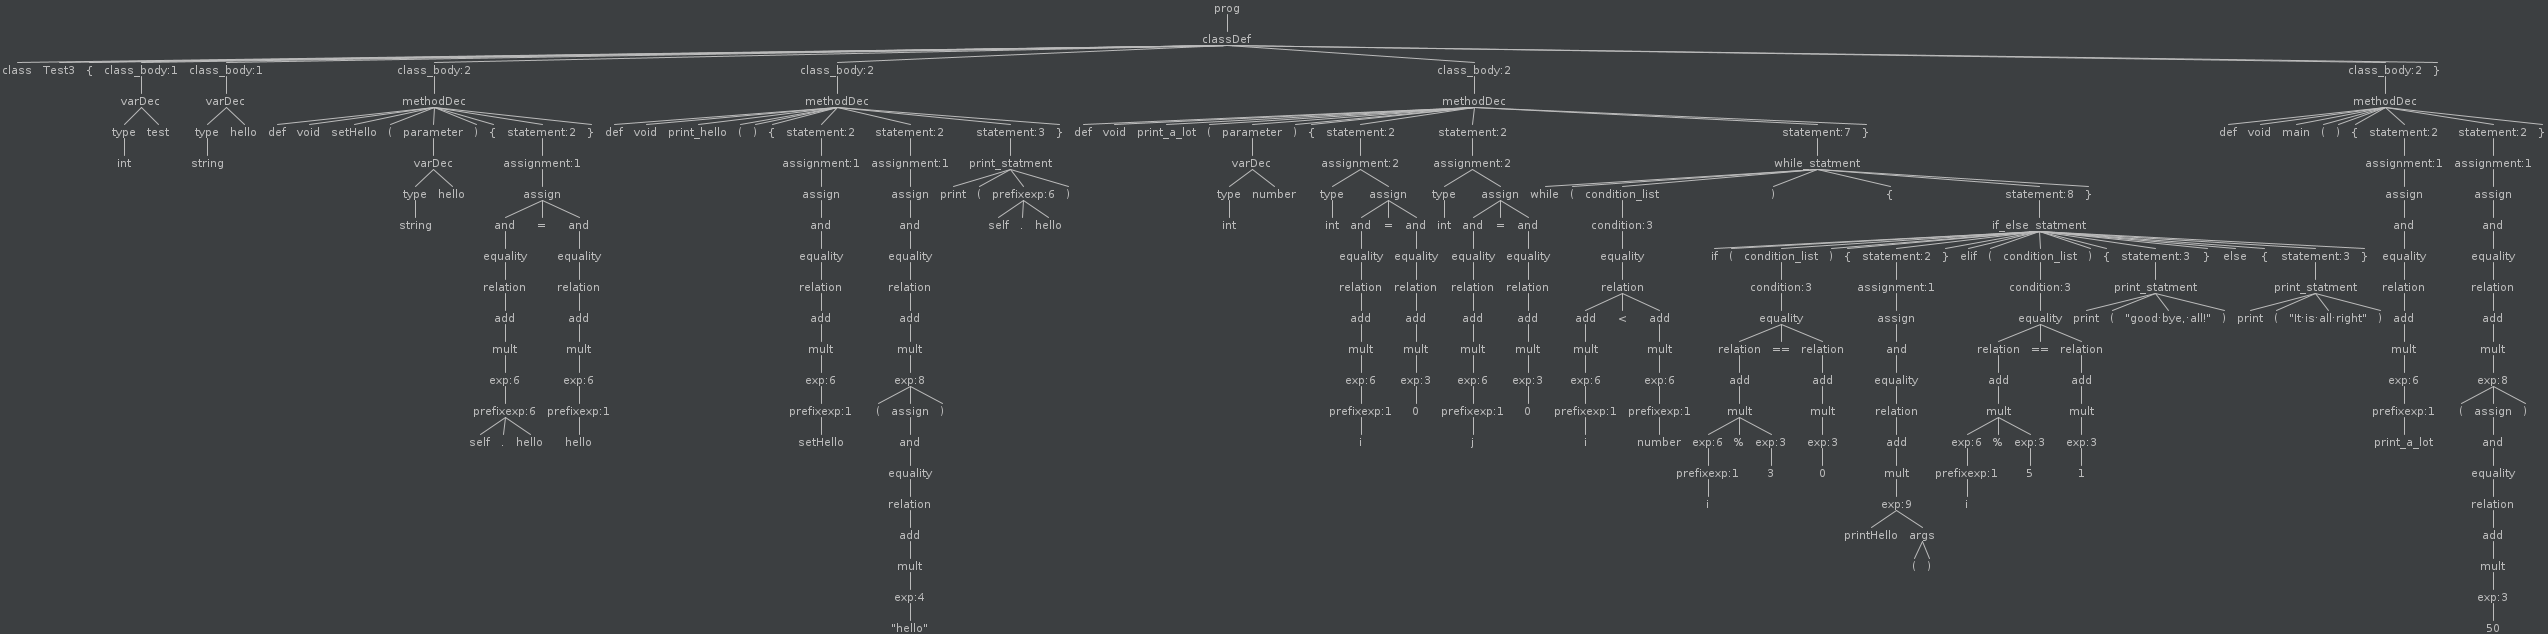 prog
classDef
class Test3 { class_body:1 class_body:1 class_body:2 class_body:2 class_body:2 class_body:2 }
varDec varDec methodDec methodDec methodDec methodDec
type test type hello def void setHello ( parameter ) { statement:2 } def void print_hello ( ) { statement:2 statement:2 statement:3 } def void print_a_lot ( parameter ) { statement:2 statement:2 statement:7 } def void main ( ) { statement:2 statement:2 }
int string varDec assignment:1 assignment:1 assignment:1 print_statment varDec assignment:2 assignment:2 while_statment assignment:1 assignment:1
type hello assign assign assign print ( prefixexp:6 ) type number type assign type assign while ( condition_list ) { statement:8 } assign assign
string and = and and and self . hello int int and = and int and = and condition:3 if_else_statment and and
equality equality equality equality equality equality equality equality equality if ( condition_list ) { statement:2 } elif ( condition_list ) { statement:3 } else { statement:3 } equality equality
relation relation relation relation relation relation relation relation relation condition:3 assignment:1 condition:3 print_statment print_statment relation relation
add add add add add add add add add < add equality assign equality print ( "good·bye,·all!" ) print ( "It·is·all·right" ) add add
mult mult mult mult mult mult mult mult mult mult relation == relation and relation == relation mult mult
exp:6 exp:6 exp:6 exp:8 exp:6 exp:3 exp:6 exp:3 exp:6 exp:6 add add equality add add exp:6 exp:8
prefixexp:6 prefixexp:1 prefixexp:1 ( assign ) prefixexp:1 0 prefixexp:1 0 prefixexp:1 prefixexp:1 mult mult relation mult mult prefixexp:1 ( assign )
self . hello hello setHello and i j i number exp:6 % exp:3 exp:3 add exp:6 % exp:3 exp:3 print_a_lot and
equality prefixexp:1 3 0 mult prefixexp:1 5 1 equality
relation i exp:9 i relation
add printHello args add
mult ( ) mult
exp:4 exp:3
"hello" 50